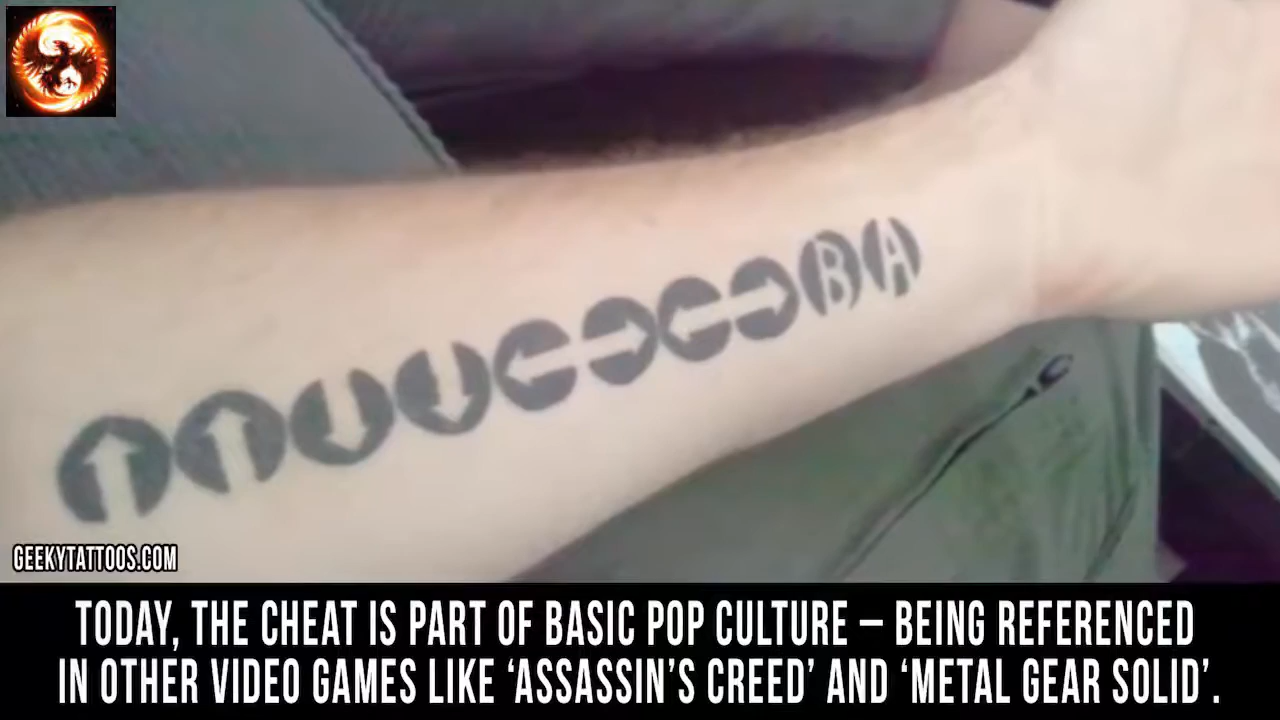 B A
GEEKYTATTOOS.COM
TODAY, THE CHEAT IS PART OF BASIC POP CULTURE – BEING REFERENCED
IN OTHER VIDEO GAMES LIKE ‘ASSASSIN’S CREED’ AND ‘METAL GEAR SOLID’.